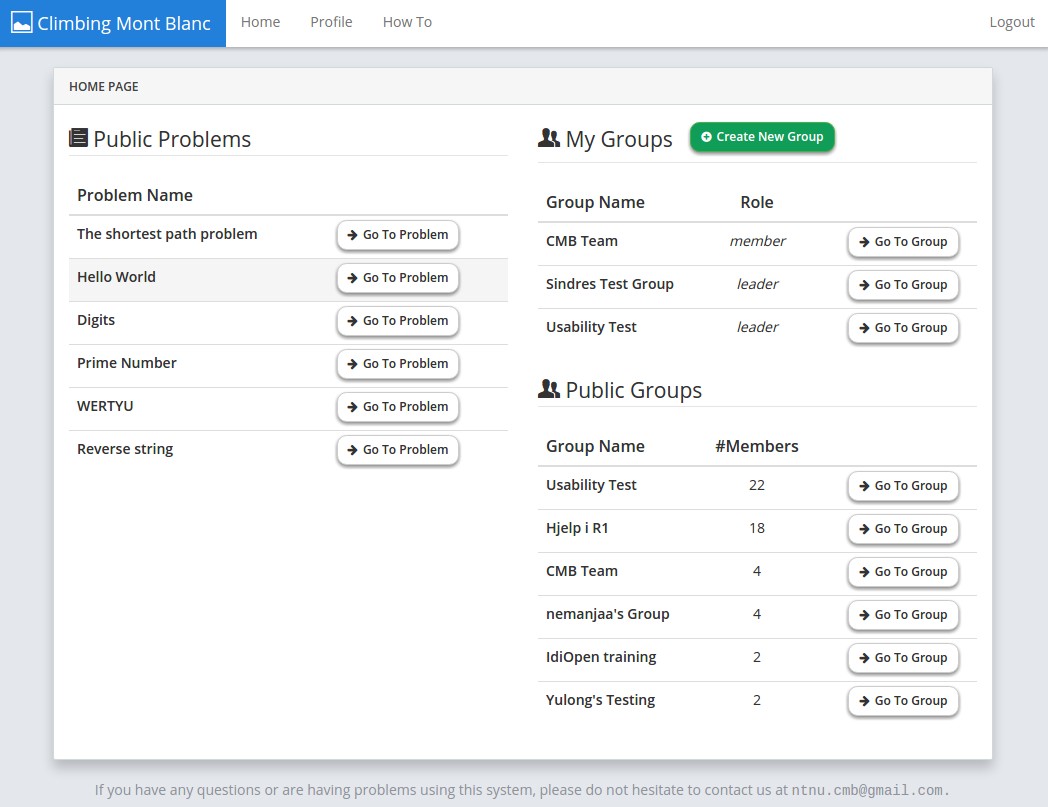 Climbing Mont Blanc Home Profile How To Logout
HOME PAGE
Public Problems
Problem Name
The shortest path problem Go To Problem
Hello World Go To Problem
Digits Go To Problem
Prime Number Go To Problem
WERTYU Go To Problem
Reverse string Go To Problem
My Groups Create New Group
Group Name Role
CMB Team member Go To Group
Sindres Test Group leader Go To Group
Usability Test leader Go To Group
Public Groups
Group Name #Members
Usability Test 22 Go To Group
Hjelp i R1 18 Go To Group
CMB Team 4 Go To Group
nemanjaa's Group 4 Go To Group
IdiOpen training 2 Go To Group
Yulong's Testing 2 Go To Group
If you have any questions or are having problems using this system, please do not hesitate to contact us at ntnu.cmb@gmail.com.